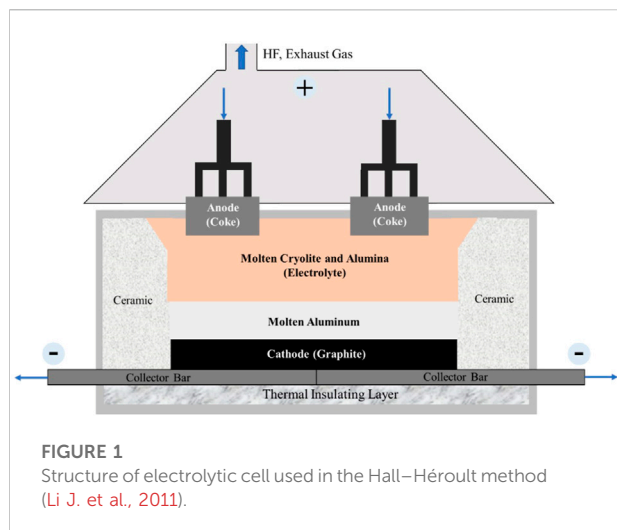 HF, Exhaust Gas
+
Anode
(Coke)
Anode
(Coke)
Molten Cryolite and Alumina
(Electrolyte)
Ceramic
Ceramic
Molten Aluminum
-
-
Cathode (Graphite)
Collector Bar
Collector Bar
Thermal Insulating Layer
FIGURE 1
Structure of electrolytic cell used in the Hall–Héroult method
(Li J. et al., 2011).